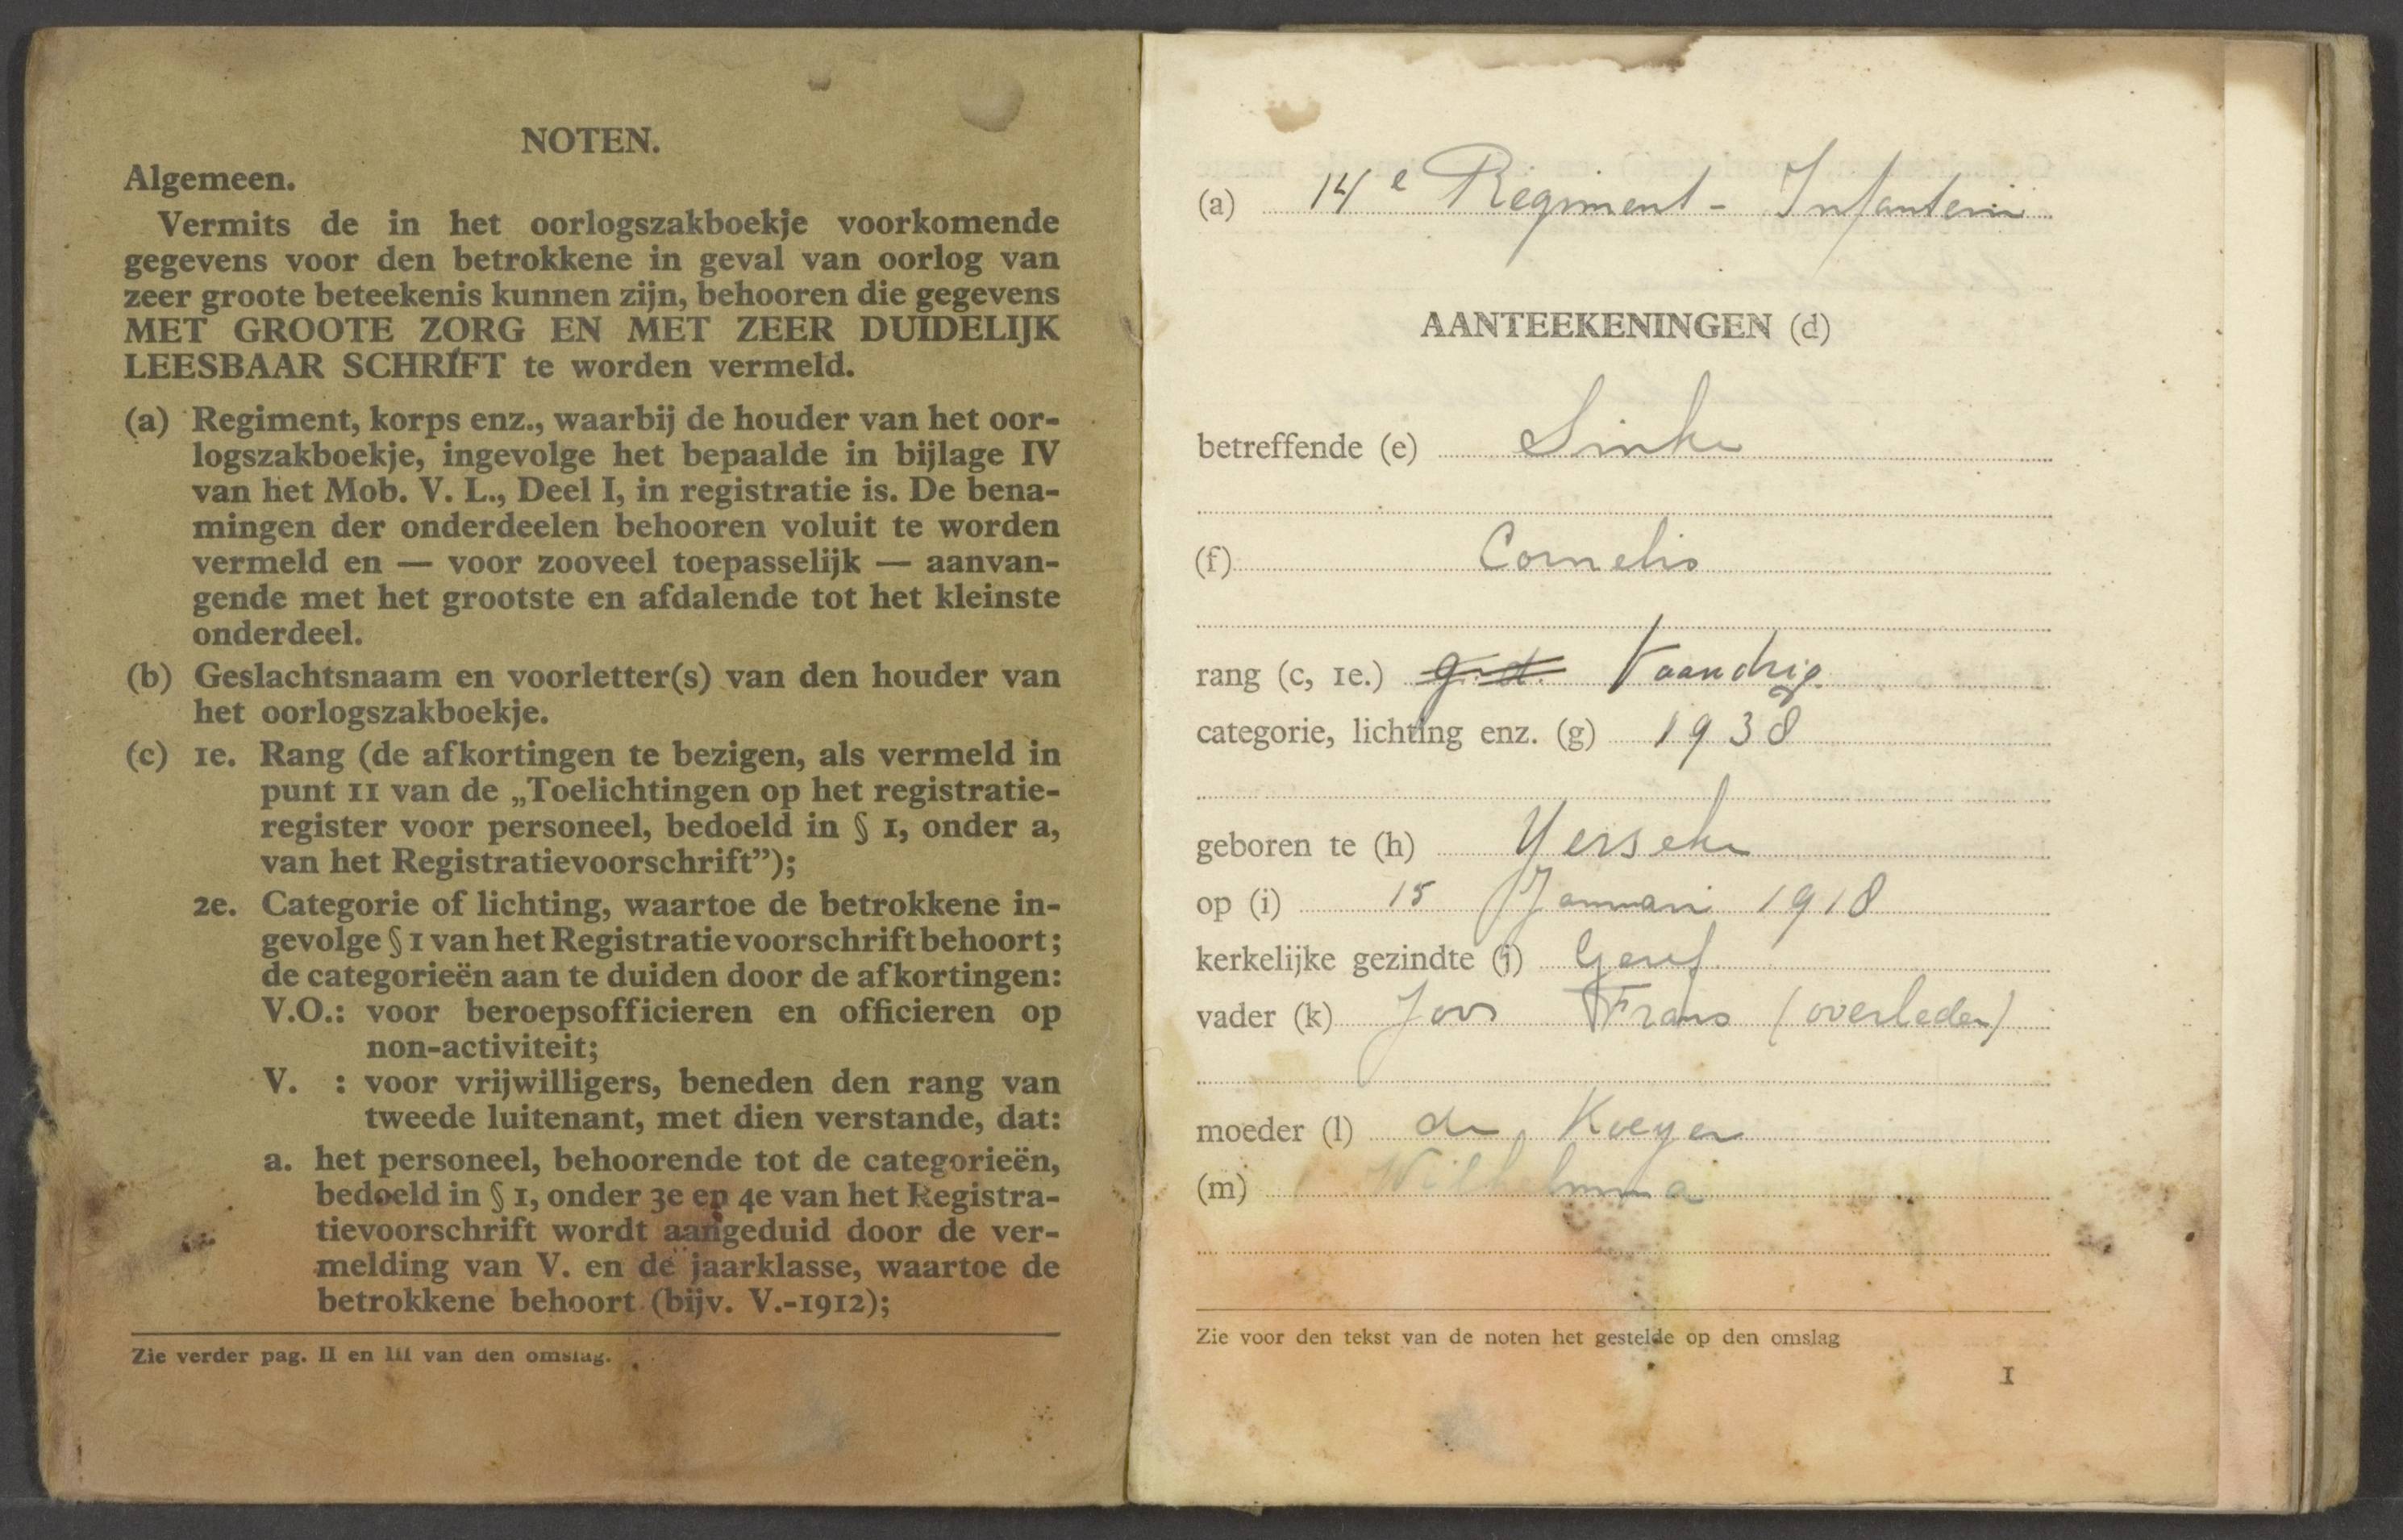 NOTEN.
Algemeen.
Vermits de in het oorlogszakboekje voorkomende
gegevens voor den betrokkene in geval van oorlog van
zeer groote beteekenis kunnen zijn, behooren die gegevens
MET GROOTE ZORG EN MET ZEER DUIDELIJK
LEESBAAR SCHRIFT te worden vermeld.
(a) Regiment, korps enz., waarbij de houder van het oor-
logszakboekje, ingevolge het bepaalde in bijlage IV
van het Mob. V. L., Deel I, in registratie is. De bena-
mingen der onderdeelen behooren voluit te worden
vermeld en — voor zooveel toepasselijk — aanvan-
gende met het grootste en afdalende tot het kleinste
onderdeel.
(b) Geslachtsnaam en voorletter(s) van den houder van
het oorlogszakboekje.
(c) 1e. Rang (de afkortingen te bezigen, als vermeld in
punt 11 van de „Toelichtingen op het registratie-
register voor personeel, bedoeld in § 1, onder a,
van het Registratievoorschrift”);
2e. Categorie of lichting, waartoe de betrokkene in-
gevolge § 1 van het Registratievoorschrift behoort;
de categorieën aan te duiden door de afkortingen:
V.O.: voor beroepsofficieren en officieren op
non-activiteit;
V. : voor vrijwilligers, beneden den rang van
tweede luitenant, met dien verstande, dat:
a. het personeel, behoorende tot de categorieën,
bedoeld in § 1, onder 3e en 4e van het Registra-
tievoorschrift wordt aangeduid door de ver-
melding van V. en de jaarklasse, waartoe de
betrokkene behoort (bijv. V.-1912);
Zie verder pag. II en III van den omslag.
(a) 14e Regiment - Infanterie
AANTEEKENINGEN (d)
betreffende (e) Sinke
(f) Cornelis
rang (c, 1e.) Vaandrig.
categorie, lichting enz. (g) 1938
geboren te (h) Yerseke
op (i) 15 Januari 1918
kerkelijke gezindte (j) Geref.
vader (k) Joos Frans (overleden)
moeder (l) de Koeyer
(m) Wilhelmina
Zie voor den tekst van de noten het gestelde op den omslag
1